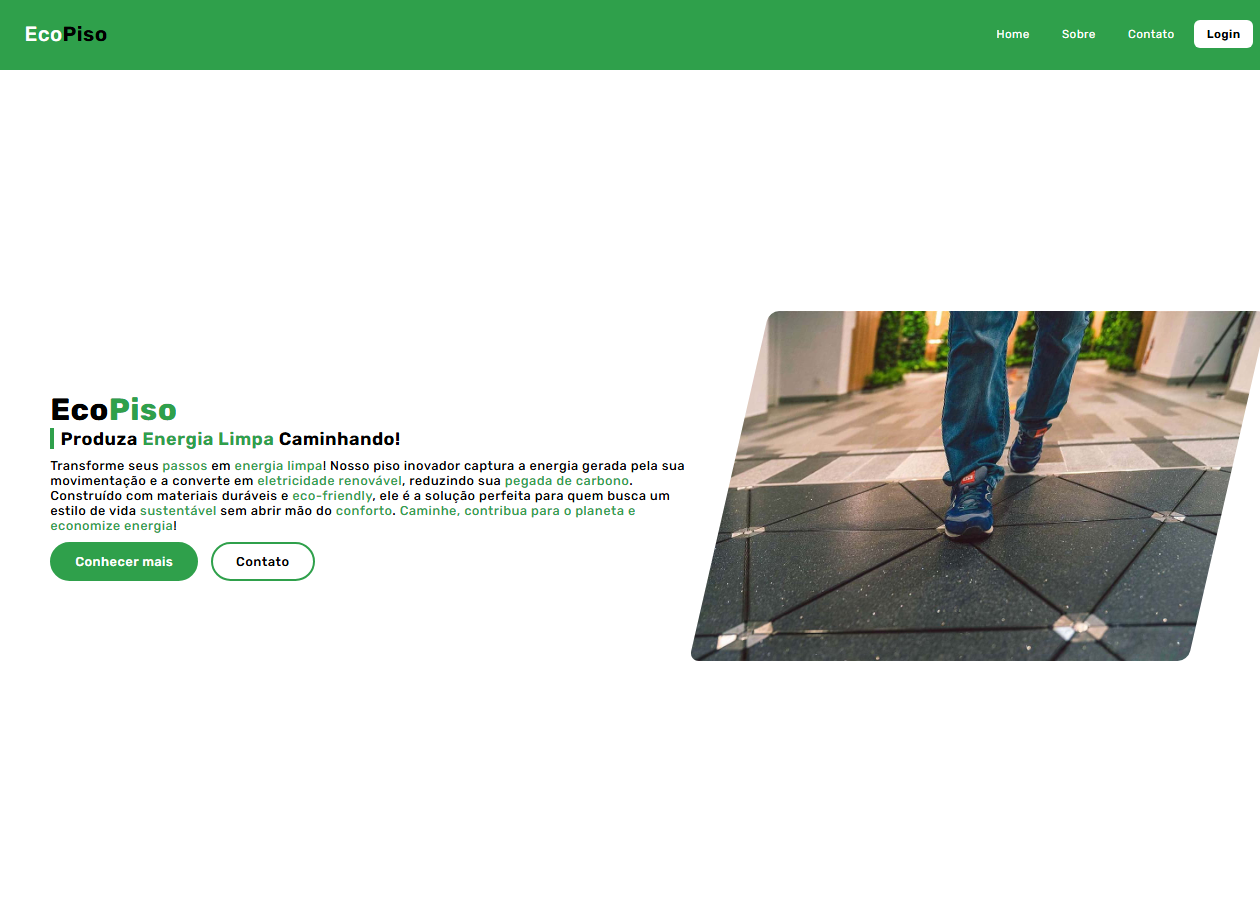 EcoPiso
Home
Sobre
Contato
Login
EcoPiso
Produza Energia Limpa Caminhando!
Transforme seus passos em energia limpa! Nosso piso inovador captura a energia gerada pela sua
movimentação e a converte em eletricidade renovável, reduzindo sua pegada de carbono.
Construído com materiais duráveis e eco-friendly, ele é a solução perfeita para quem busca um
estilo de vida sustentável sem abrir mão do conforto. Caminhe, contribua para o planeta e
economize energia!
Conhecer mais
Contato